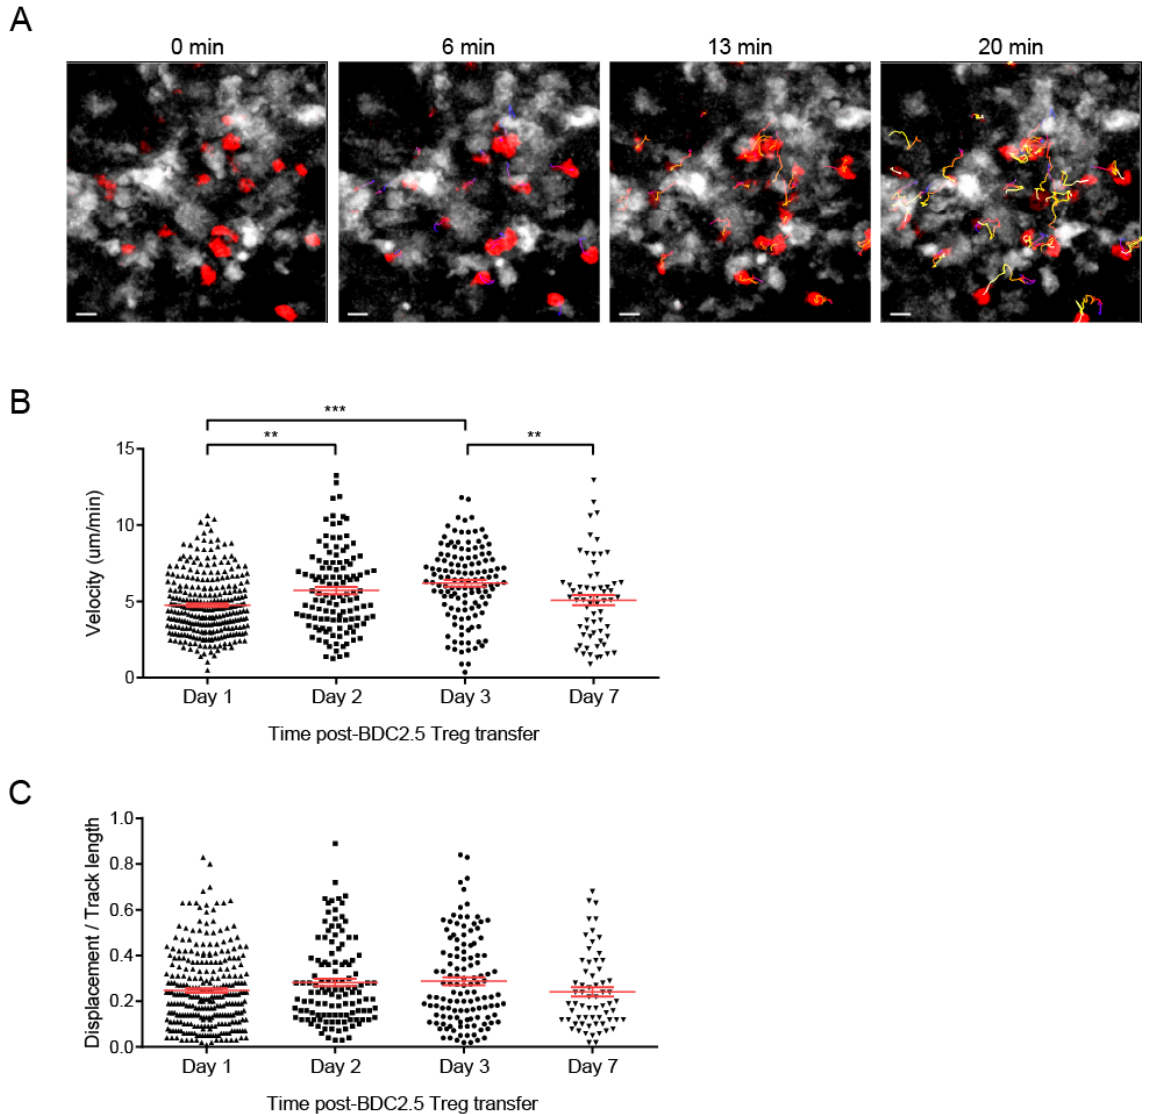 A
0 min 6 min 13 min 20 min
B
***
** **
15
10
5
0
Velocity (um/min)
Day 1 Day 2 Day 3 Day 7
Time post-BDC2.5 Treg transfer
C
1.0
0.8
0.6
0.4
0.2
0.0
Displacement / Track length
Day 1 Day 2 Day 3 Day 7
Time post-BDC2.5 Treg transfer